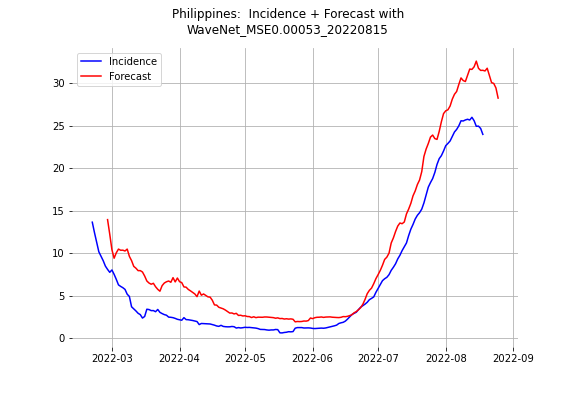 Philippines:  Incidence + Forecast with
WaveNet_MSE0.00053_20220815
Incidence
Forecast
30
25
20
15
10
5
0
2022-03 2022-04 2022-05 2022-06 2022-07 2022-08 2022-09